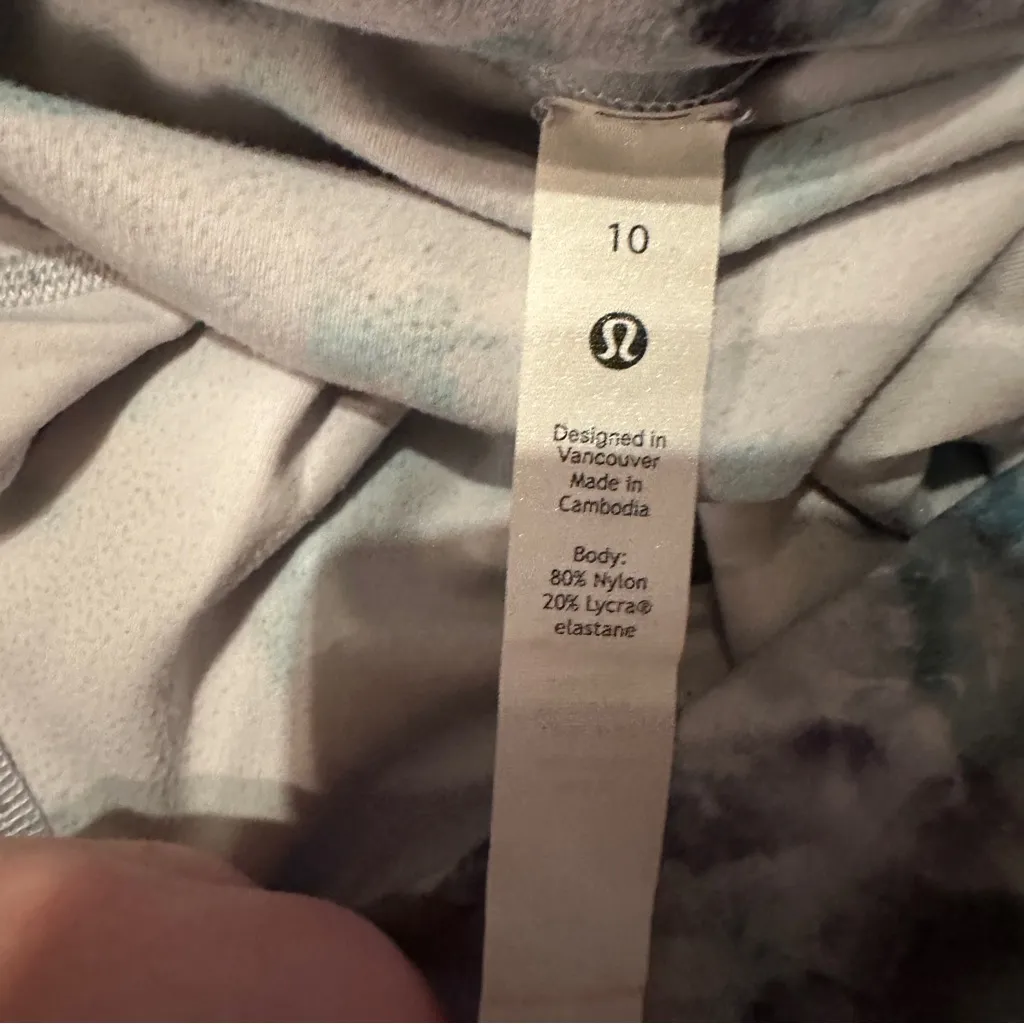 10
Designed in
Vancouver
Made in
Cambodia
Body:
80% Nylon
20% Lycra®
elastane